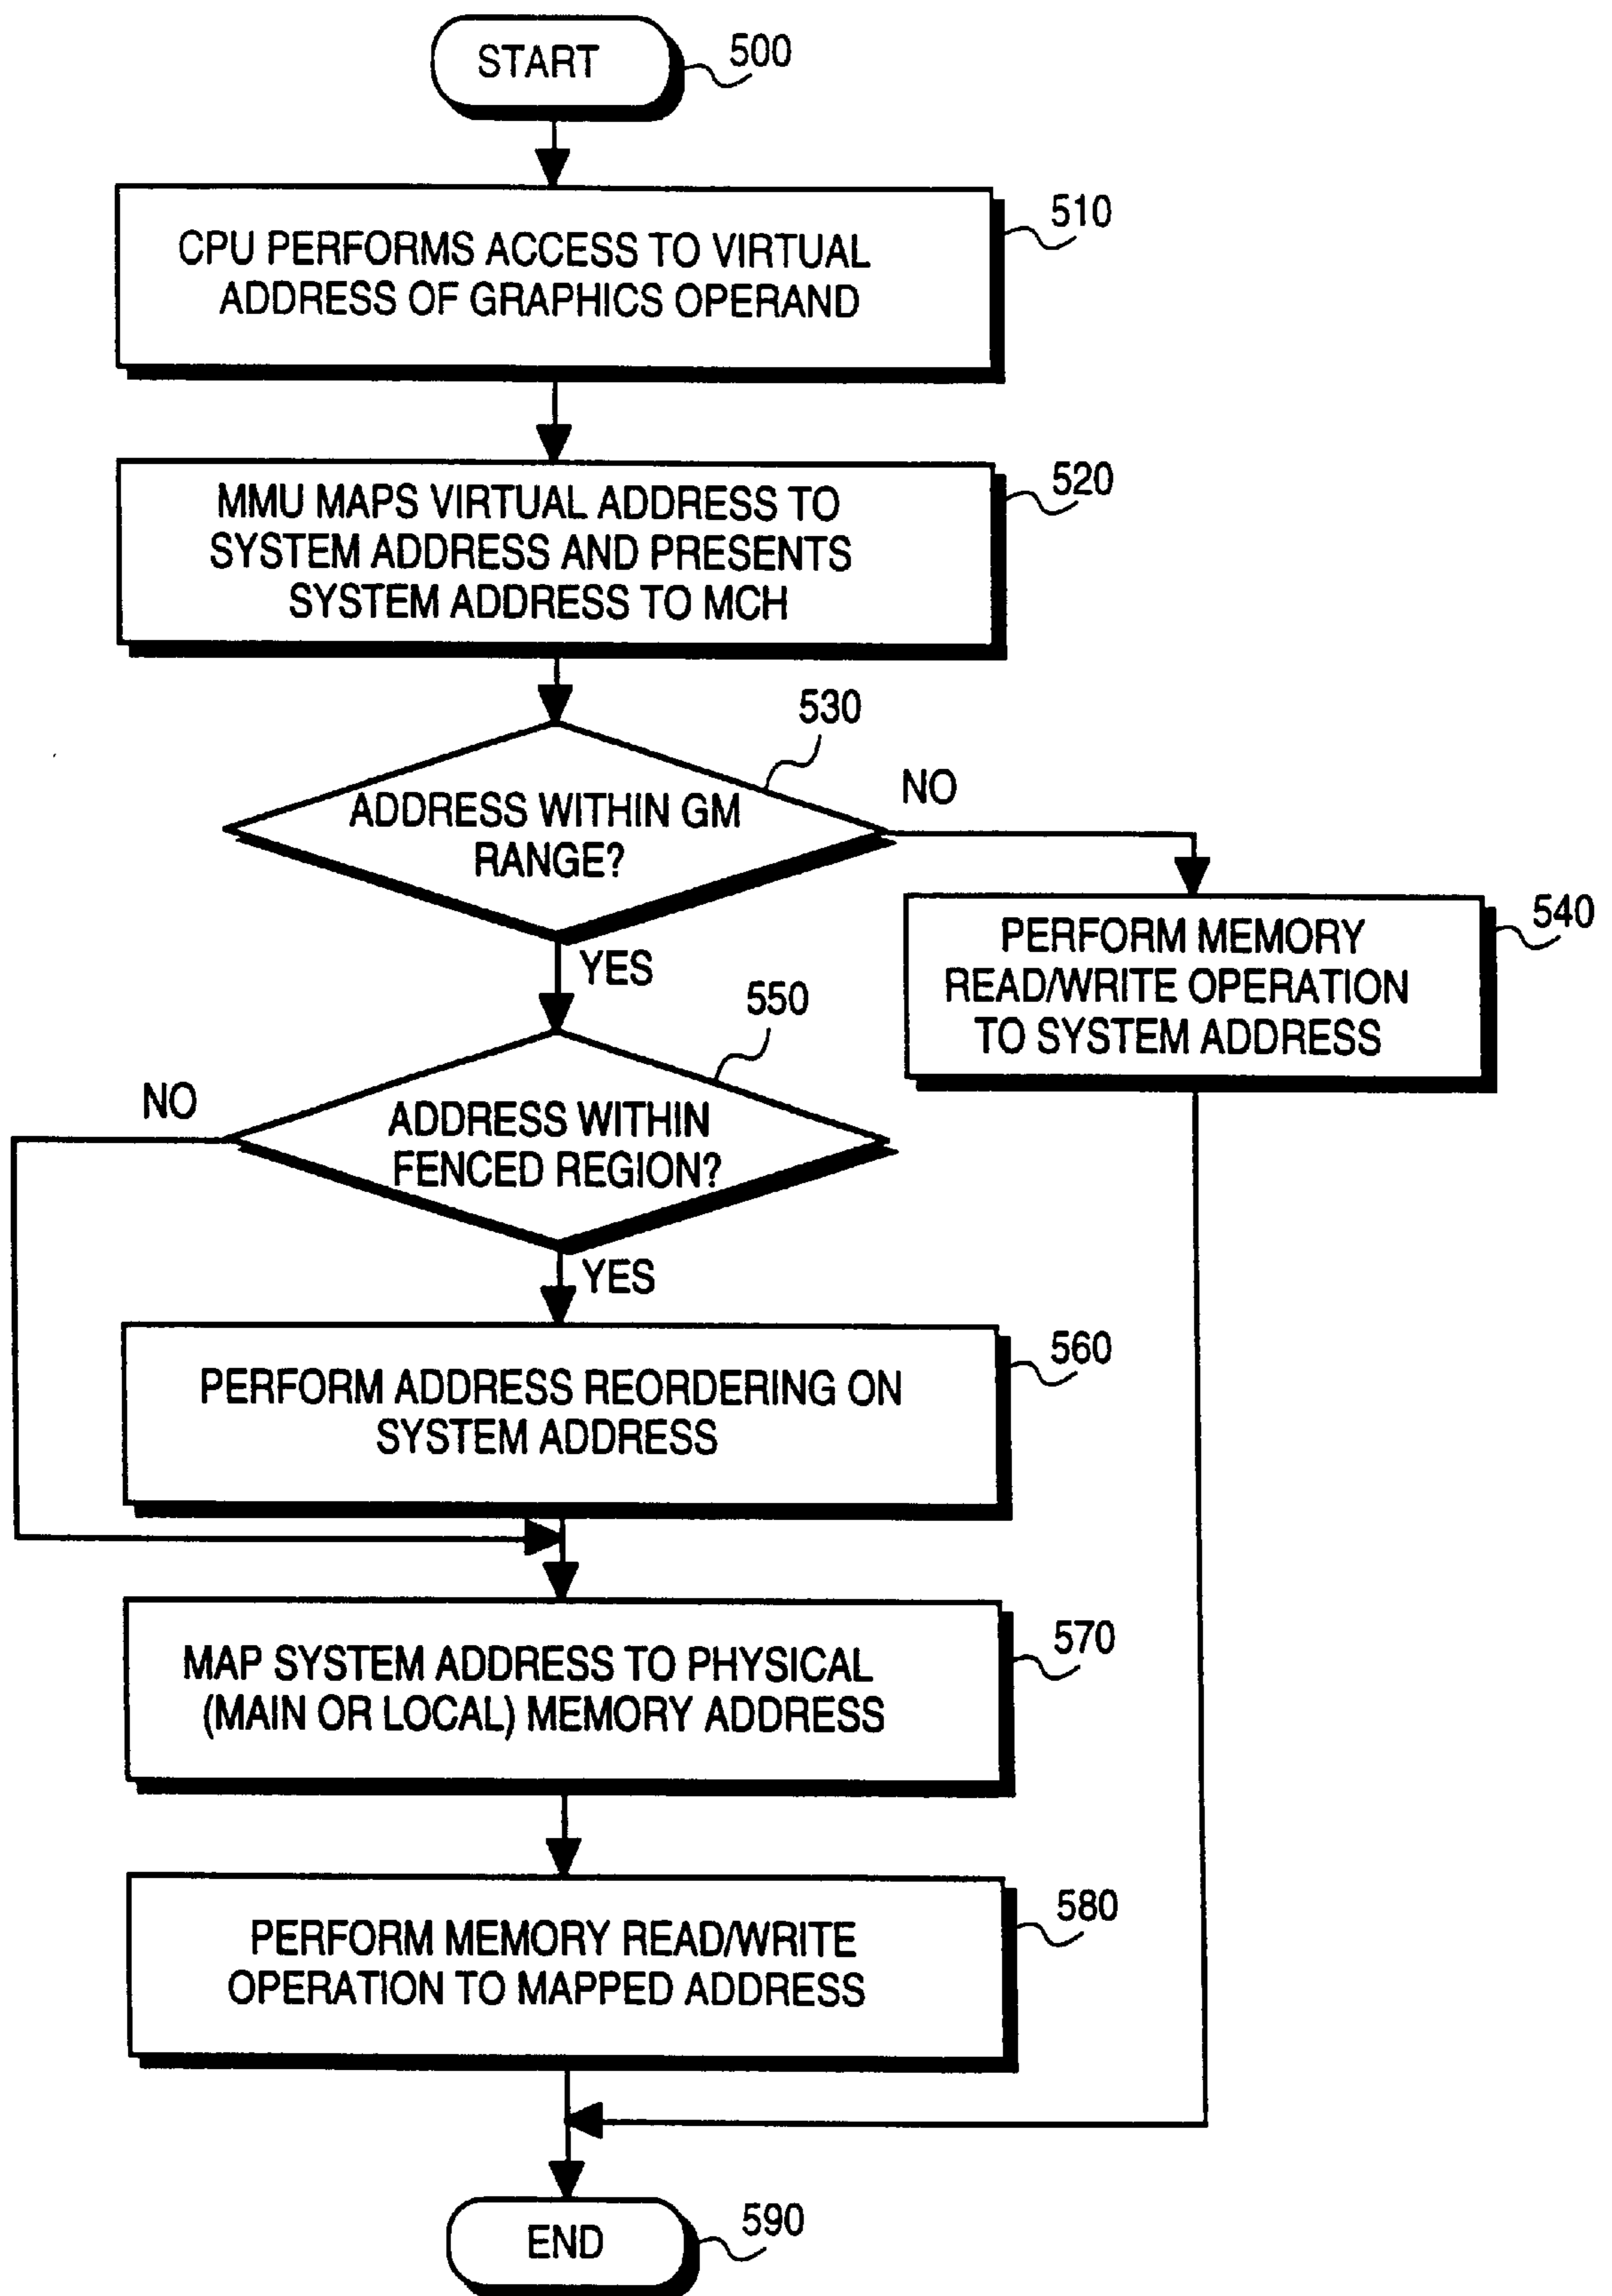 START
500
510
CPU PERFORMS ACCESS TO VIRTUAL
ADDRESS OF GRAPHICS OPERAND
520
MMU MAPS VIRTUAL ADDRESS TO
SYSTEM ADDRESS AND PRESENTS
SYSTEM ADDRESS TO MCH
530
ADDRESS WITHIN GM
RANGE?
NO
YES
540
PERFORM MEMORY
READ/WRITE OPERATION
TO SYSTEM ADDRESS
550
NO
ADDRESS WITHIN
FENCED REGION?
YES
560
PERFORM ADDRESS REORDERING ON
SYSTEM ADDRESS
570
MAP SYSTEM ADDRESS TO PHYSICAL
(MAIN OR LOCAL) MEMORY ADDRESS
580
PERFORM MEMORY READ/WRITE
OPERATION TO MAPPED ADDRESS
END
590